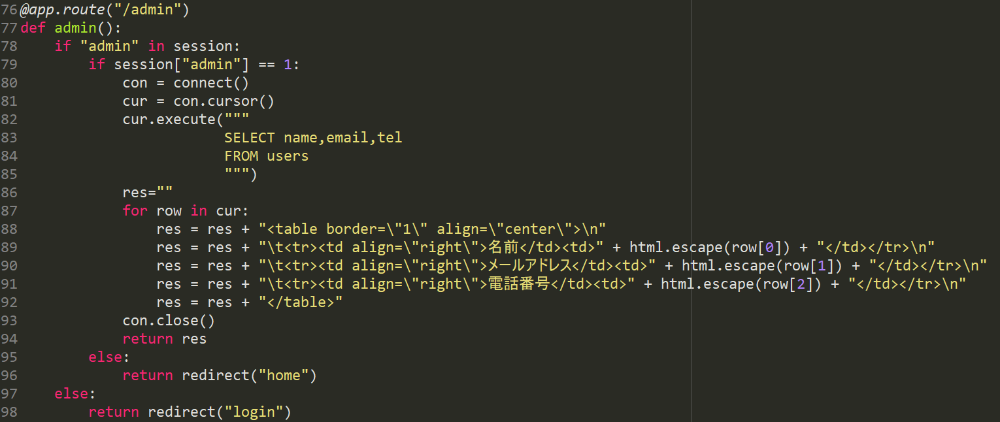 76 @app.route("/admin")
77 def admin():
78     if "admin" in session:
79         if session["admin"] == 1:
80             con = connect()
81             cur = con.cursor()
82             cur.execute("""
83                         SELECT name,email,tel
84                         FROM users
85                         """)
86             res=""
87             for row in cur:
88                 res = res + "<table border=\"1\" align=\"center\">\n"
89                 res = res + "\t<tr><td align=\"right\">名前</td><td>" + html.escape(row[0]) + "</td></tr>\n"
90                 res = res + "\t<tr><td align=\"right\">メールアドレス</td><td>" + html.escape(row[1]) + "</td></tr>\n"
91                 res = res + "\t<tr><td align=\"right\">電話番号</td><td>" + html.escape(row[2]) + "</td></tr>\n"
92                 res = res + "</table>"
93             con.close()
94             return res
95         else:
96             return redirect("home")
97     else:
98         return redirect("login")